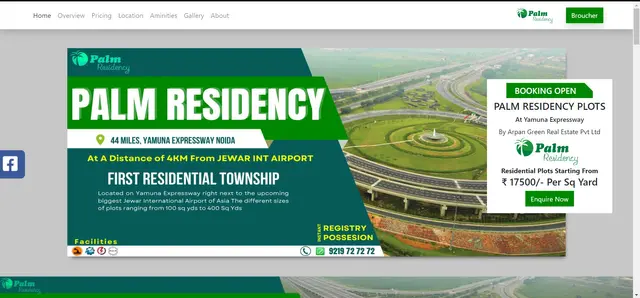 Home Overview Pricing Location Aminities Gallery About
Palm Residency
Broucher
Palm Residency
PALM RESIDENCY
44 MILES, YAMUNA EXPRESSWAY NOIDA
At A Distance of 4KM From JEWAR INT AIRPORT
FIRST RESIDENTIAL TOWNSHIP
Located on Yamuna Expressway right next to the upcoming
biggest Jewar International Airport of Asia The different sizes
of plots ranging from 100 sq yds to 400 Sq Yds
Facilities
INSTANT REGISTRY
POSSESION
9219 72 72 72
BOOKING OPEN
PALM RESIDENCY PLOTS
At Yamuna Expressway
By Arpan Green Real Estate Pvt Ltd
Palm Residency
Residential Plots Starting From
₹ 17500/- Per Sq Yard
Enquire Now
Palm Residency